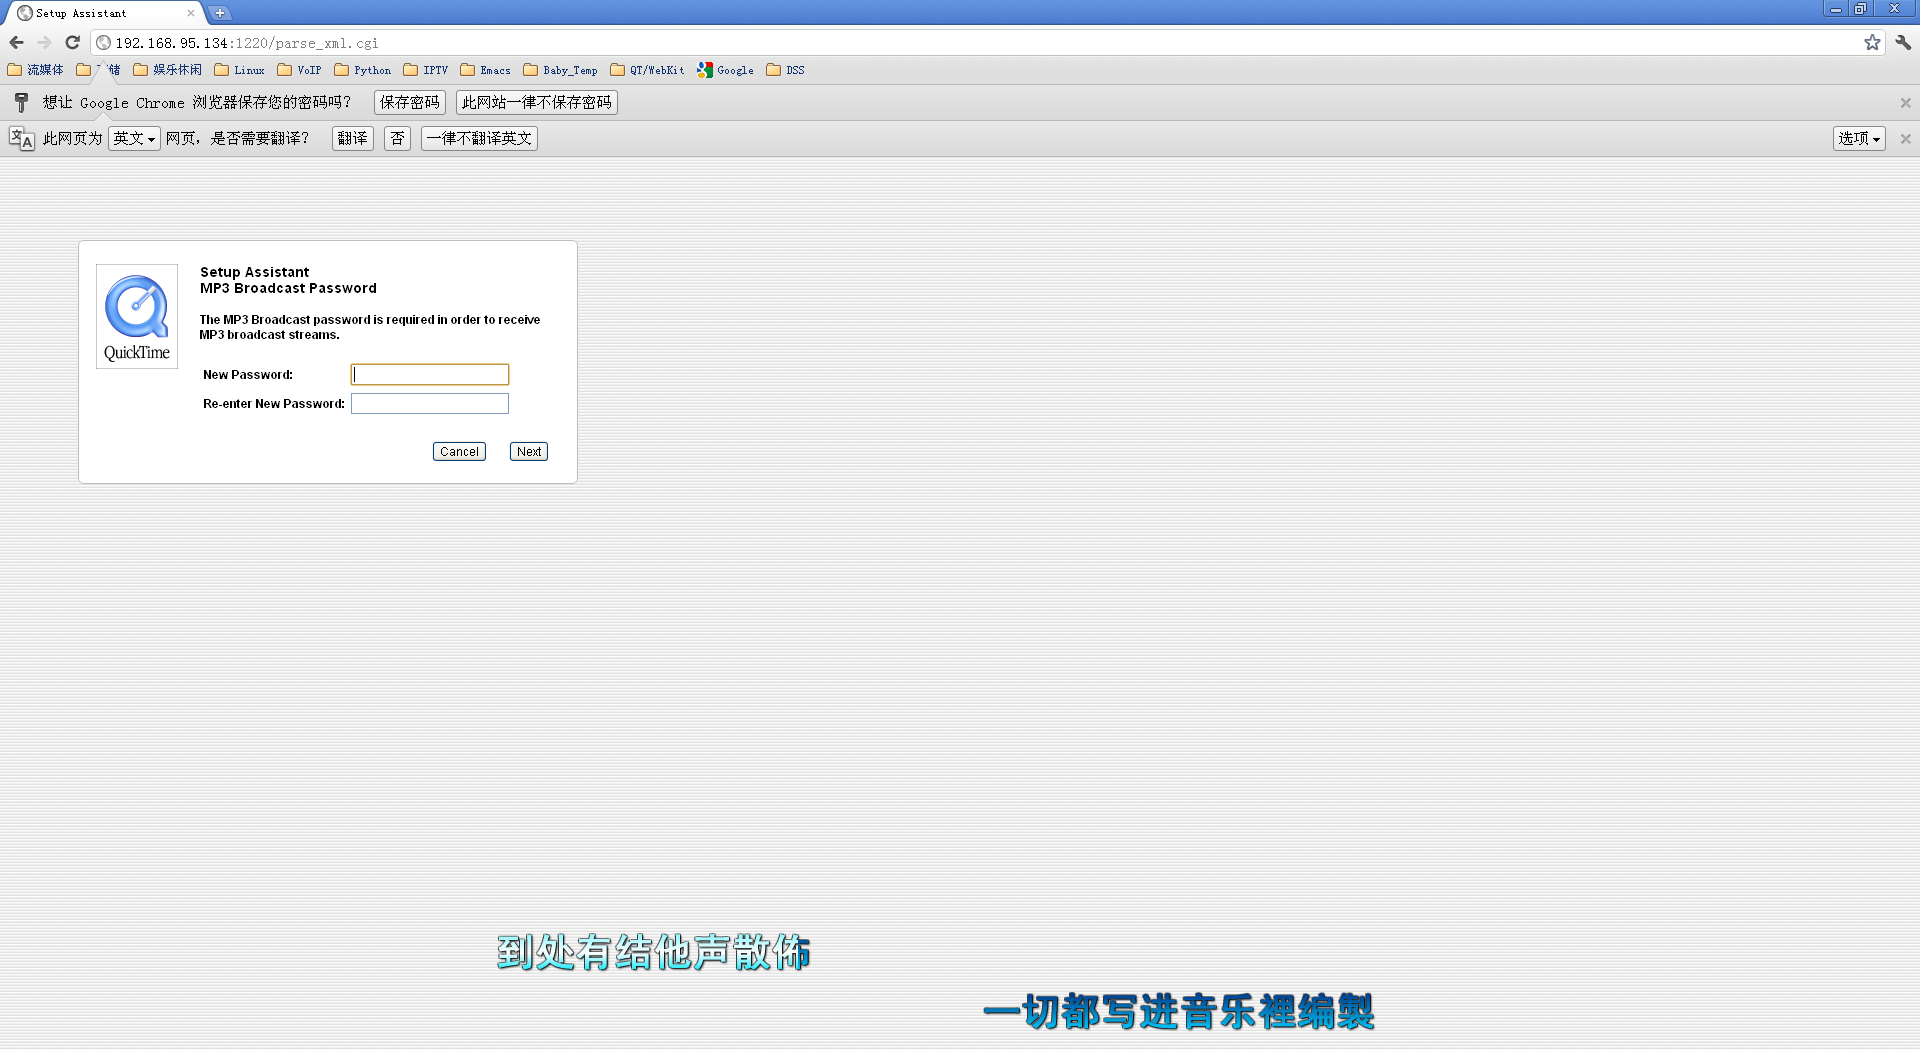 Setup Assistant
192.168.95.134:1220/parse_xml.cgi
流媒体 储 娱乐休闲 Linux VoIP Python IPTV Emacs Baby_Temp QT/WebKit Google DSS
想让 Google Chrome 浏览器保存您的密码吗？ 保存密码 此网站一律不保存密码
此网页为 英文 网页，是否需要翻译？ 翻译 否 一律不翻译英文 选项
Setup Assistant
MP3 Broadcast Password
The MP3 Broadcast password is required in order to receive
MP3 broadcast streams.
QuickTime
New Password:
Re-enter New Password:
Cancel Next
到处有结他声散佈
一切都写进音乐裡编製